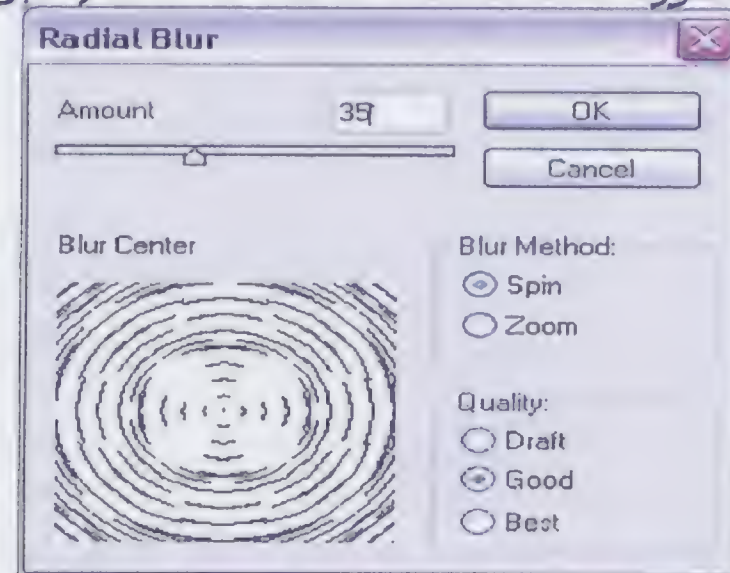 Radial Blur
Amount 35
OK
Cancel
Blur Center
Blur Method:
Spin
Zoom
Quality:
Draft
Good
Best